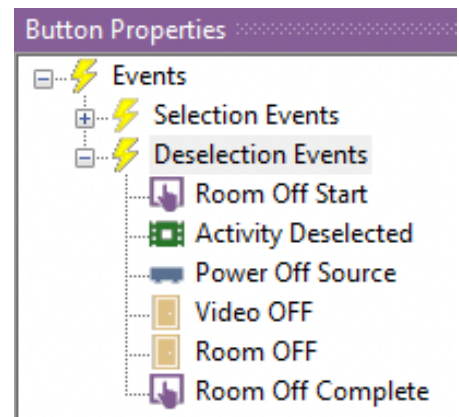 Button Properties
Events
Selection Events
Deselection Events
Room Off Start
Activity Deselected
Power Off Source
Video OFF
Room OFF
Room Off Complete